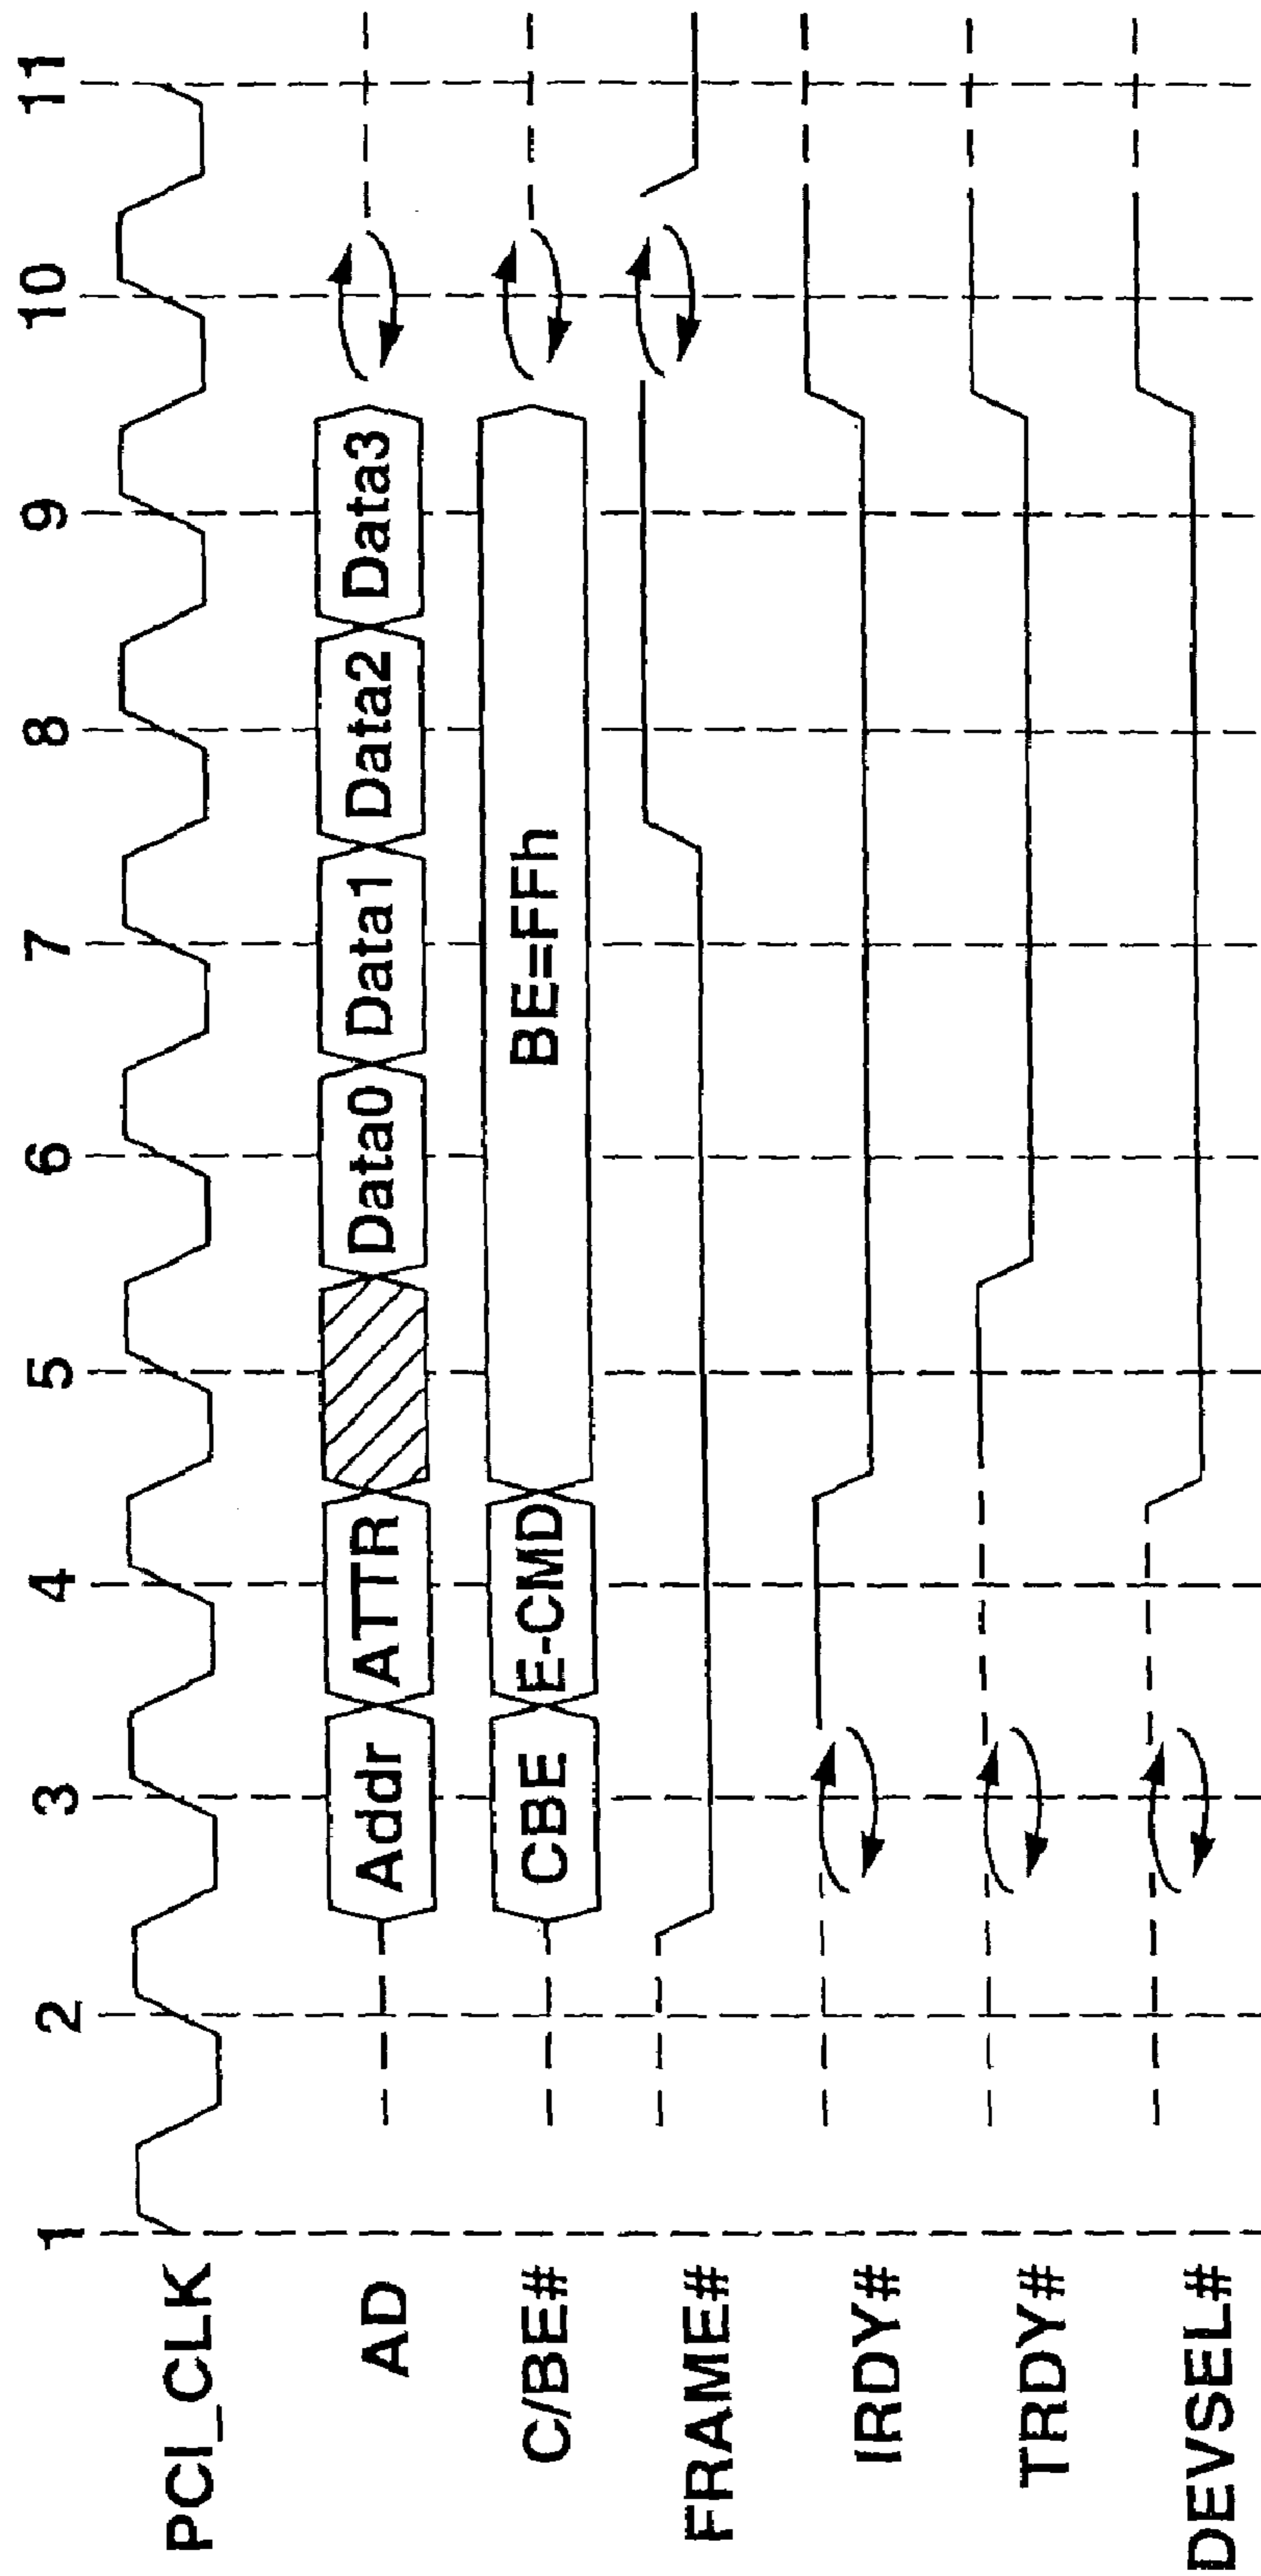 1 2 3 4 5 6 7 8 9 10 11
PCI_CLK
AD Addr ATTR Data0 Data1 Data2 Data3
C/BE# CBE E-CMD BE=FFh
FRAME#
IRDY#
TRDY#
DEVSEL#